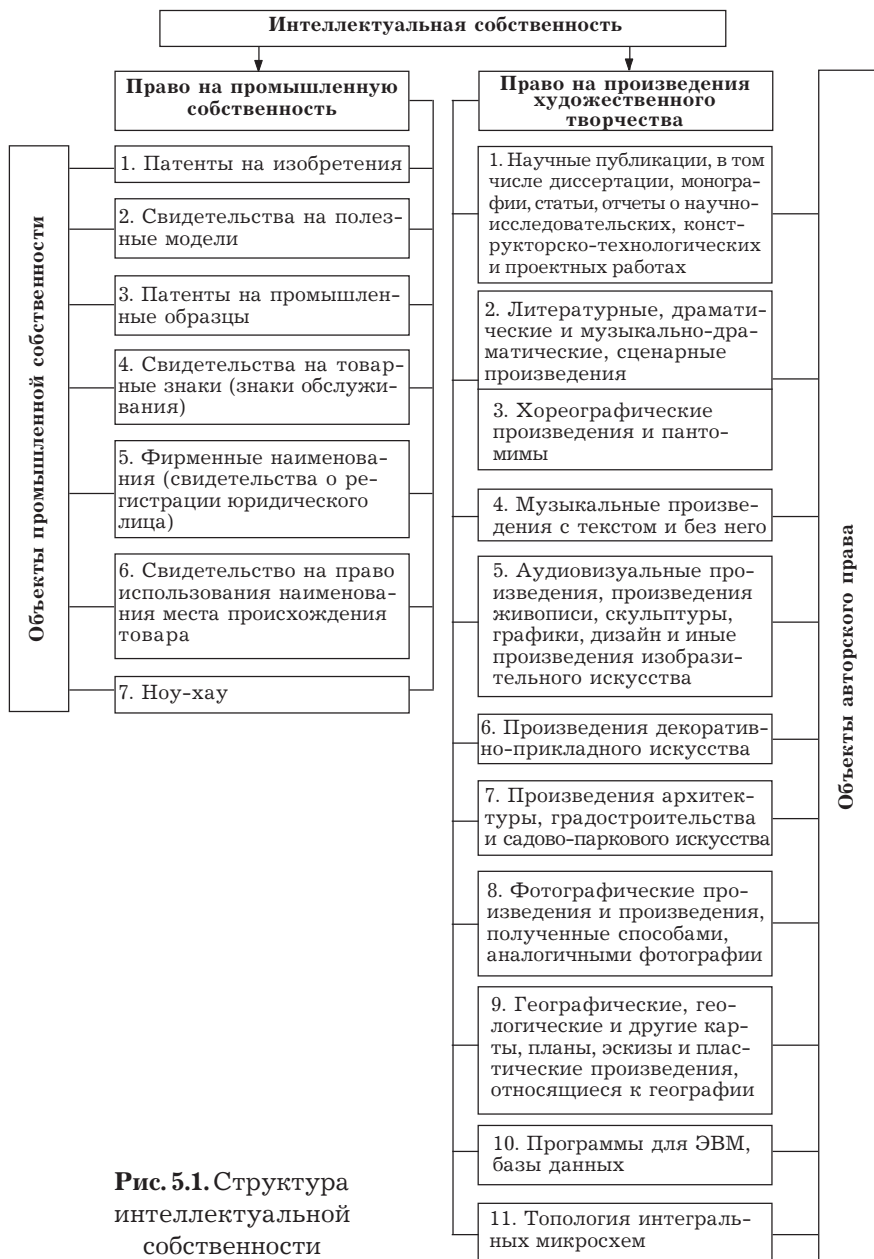 Интеллектуальная собственность
Право на промышленную
собственность
Объекты промышленной собственности
1. Патенты на изобретения
2. Свидетельства на полез-
ные модели
3. Патенты на промышлен-
ные образцы
4. Свидетельства на товар-
ные знаки (знаки обслужи-
вания)
5. Фирменные наименова-
ния (свидетельства о ре-
гистрации юридического
лица)
6. Свидетельство на право
использования наименова-
ния места происхождения
товара
7. Ноу-хау
Право на произведения
художественного
творчества
1. Научные публикации, в том
числе диссертации, моногра-
фии, статьи, отчеты о научно-
исследовательских, конст-
рукторско-технологических
и проектных работах
2. Литературные, драмати-
ческие и музыкально-дра-
матические, сценарные
произведения
3. Хореографические
произведения и панто-
мимы
4. Музыкальные произве-
дения с текстом и без него
5. Аудиовизуальные про-
изведения, произведения
живописи, скульптуры,
графики, дизайн и иные
произведения изобрази-
тельного искусства
6. Произведения декоратив-
но-прикладного искусства
7. Произведения архитек-
туры, градостроительства
и садово-паркового искусства
8. Фотографические про-
изведения и произведения,
полученные способами,
аналогичными фотографии
9. Географические, гео-
логические и другие кар-
ты, планы, эскизы и плас-
тические произведения,
относящиеся к географии
10. Программы для ЭВМ,
базы данных
11. Топология интеграль-
ных микросхем
Объекты авторского права
Рис. 5.1. Структура
интеллектуальной
собственности